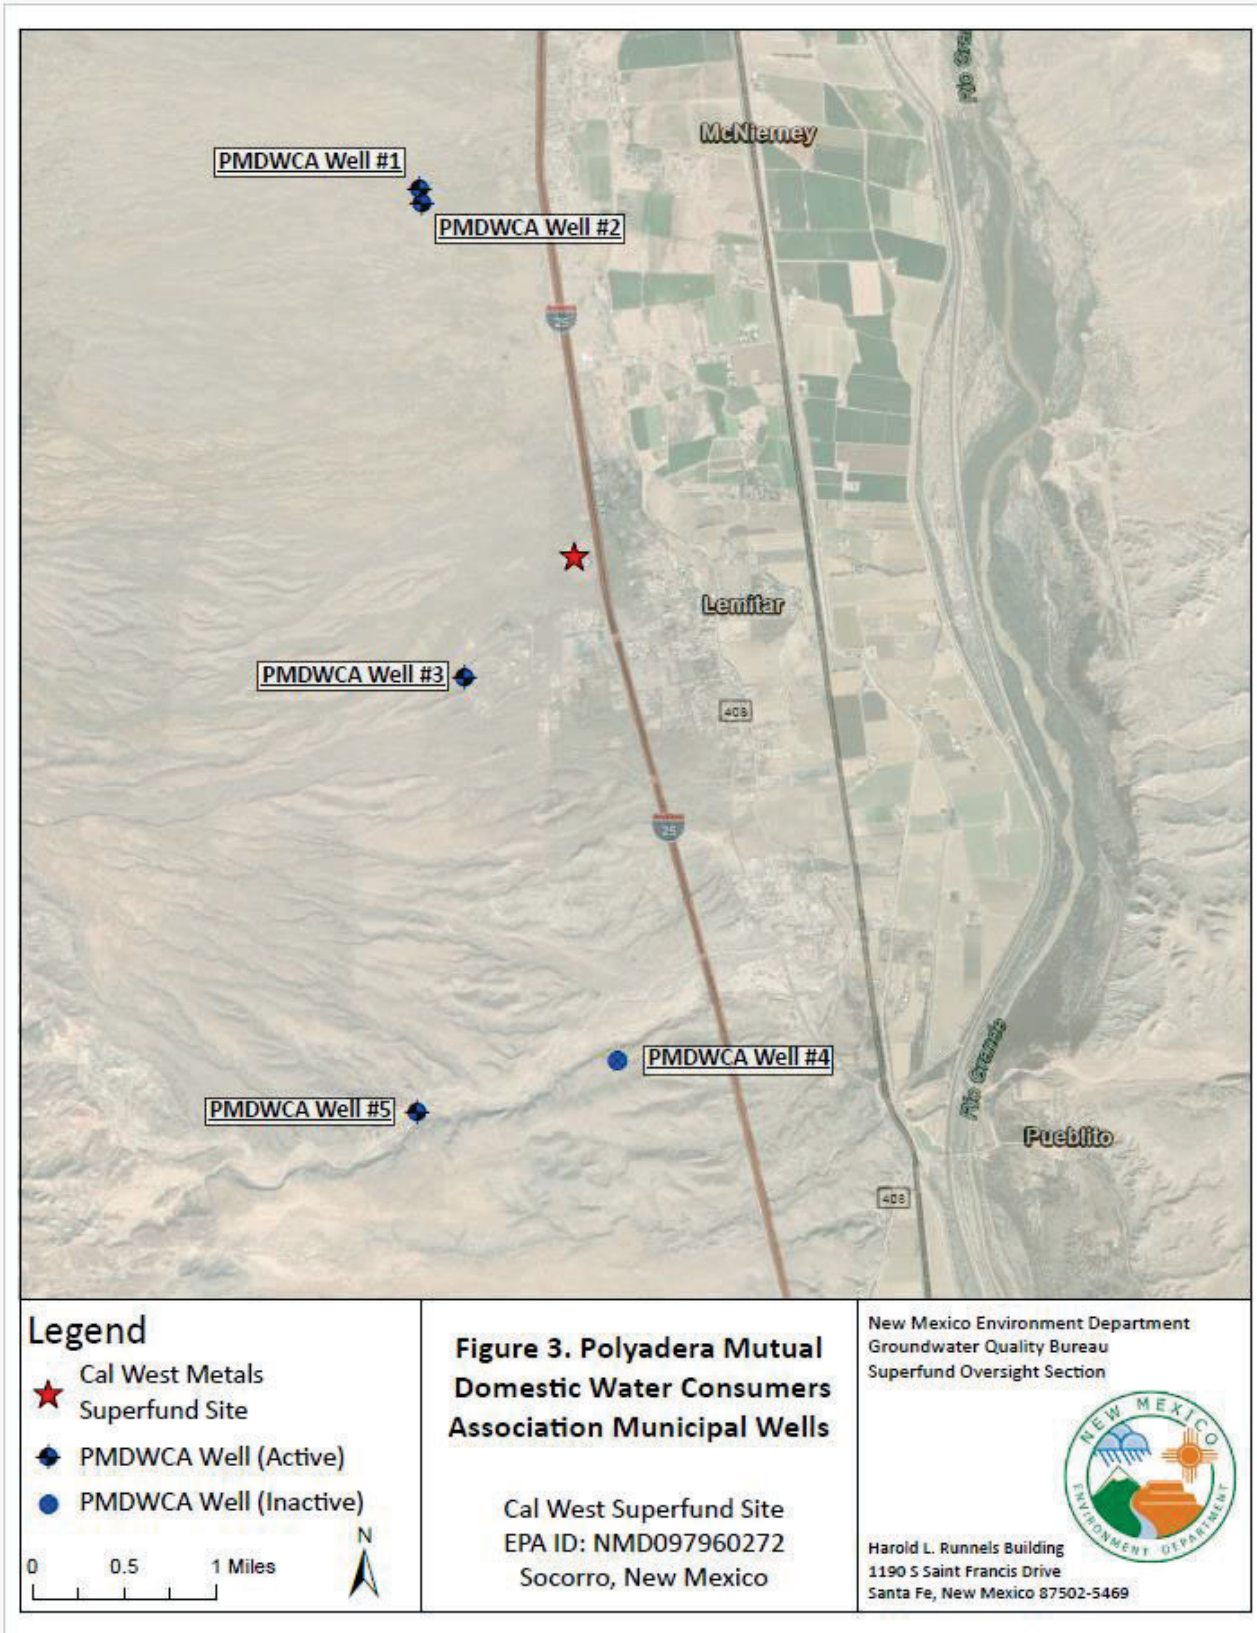 Rio Gra
McNierney
PMDWCA Well #1
PMDWCA Well #2
25
Lemitar
PMDWCA Well #3
408
25
PMDWCA Well #4
Rio Grande
PMDWCA Well #5
Pueblito
408
Legend
Cal West Metals
Superfund Site
PMDWCA Well (Active)
PMDWCA Well (Inactive)
N
0 0.5 1 Miles
Figure 3. Polyadera Mutual
Domestic Water Consumers
Association Municipal Wells
Cal West Superfund Site
EPA ID: NMD097960272
Socorro, New Mexico
New Mexico Environment Department
Groundwater Quality Bureau
Superfund Oversight Section
NEW MEXICO
ENVIRONMENT DEPARTMENT
Harold L. Runnels Building
1190 S Saint Francis Drive
Santa Fe, New Mexico 87502-5469